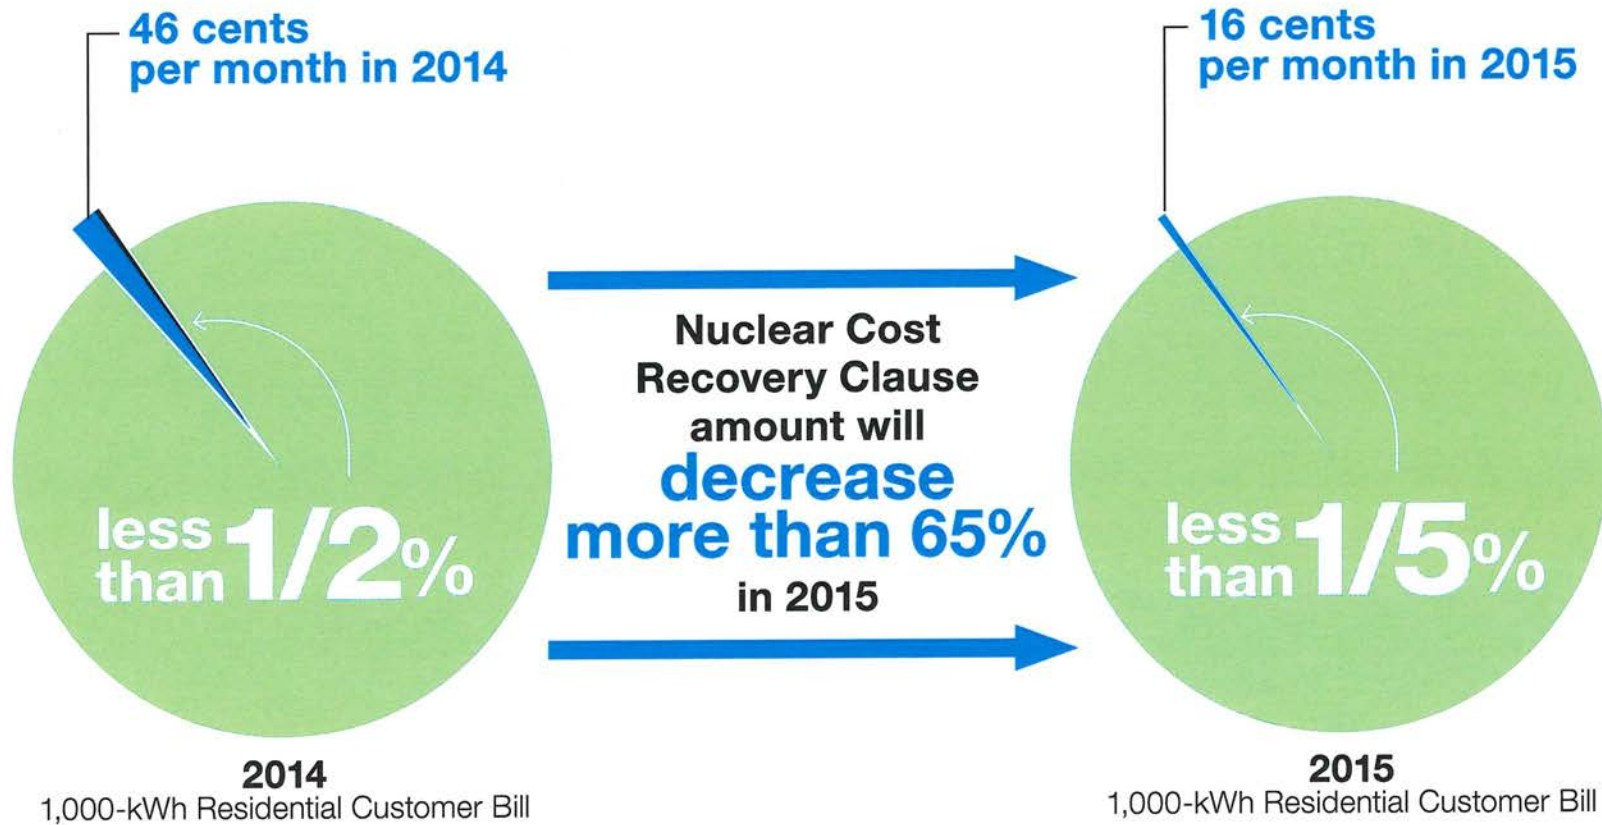 46 cents
per month in 2014
less
than 1/2%
2014
1,000-kWh Residential Customer Bill
Nuclear Cost
Recovery Clause
amount will
decrease
more than 65%
in 2015
16 cents
per month in 2015
less
than 1/5%
2015
1,000-kWh Residential Customer Bill